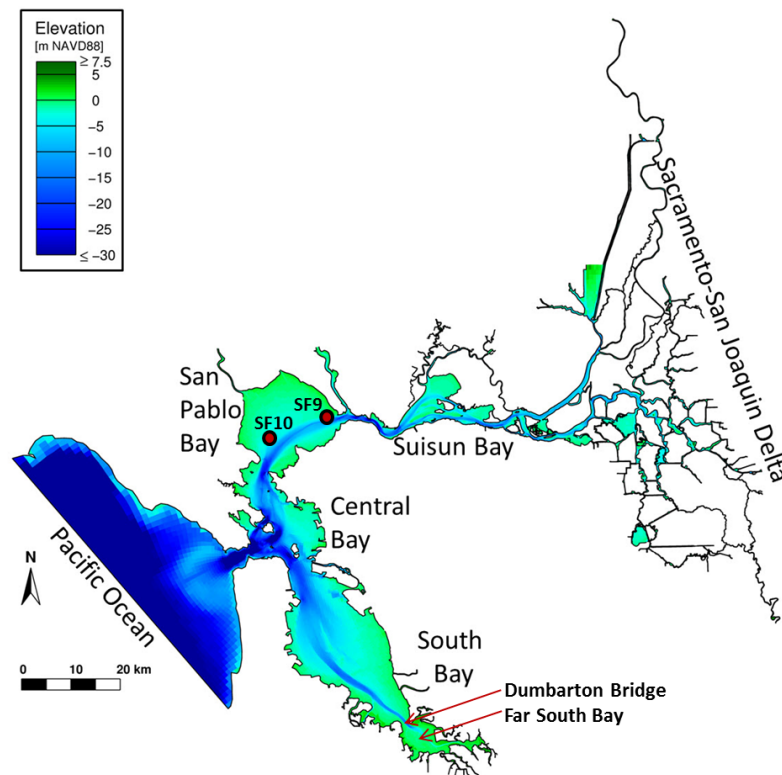 Elevation
[m NAVD88]
≥ 7.5
5
0
−5
−10
−15
−20
−25
≤ −30
Sacramento-San Joaquin Delta
San
Pablo
Bay
SF9
SF10
Suisun Bay
Central
Bay
Pacific Ocean
N
0 10 20 km
South
Bay
Dumbarton Bridge
Far South Bay